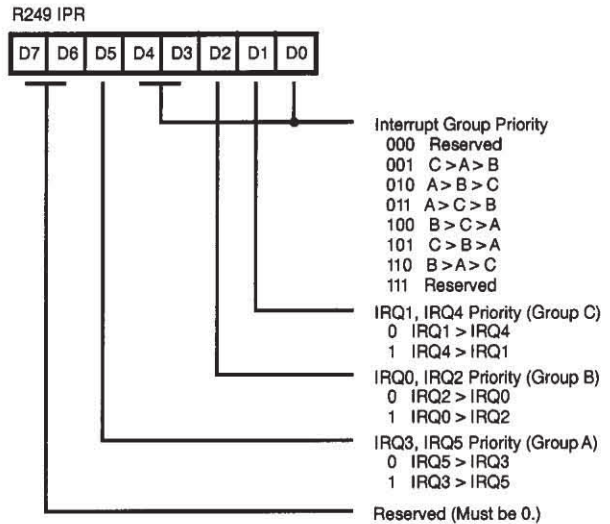 R249 IPR
D7 D6 D5 D4 D3 D2 D1 D0
Interrupt Group Priority
000 Reserved
001 C > A > B
010 A > B > C
011 A > C > B
100 B > C > A
101 C > B > A
110 B > A > C
111 Reserved
IRQ1, IRQ4 Priority (Group C)
0 IRQ1 > IRQ4
1 IRQ4 > IRQ1
IRQ0, IRQ2 Priority (Group B)
0 IRQ2 > IRQ0
1 IRQ0 > IRQ2
IRQ3, IRQ5 Priority (Group A)
0 IRQ5 > IRQ3
1 IRQ3 > IRQ5
Reserved (Must be 0.)